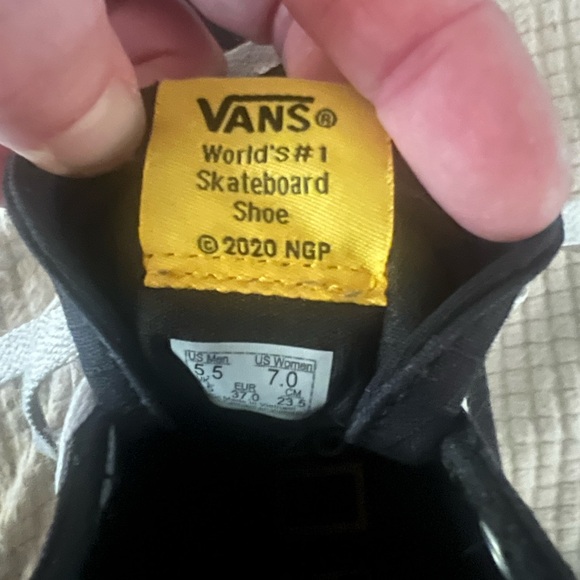 VANS®
World's #1
Skateboard
Shoe
© 2020 NGP
US Men US Women
5.5 7.0
EUR CM
37.0 23.5